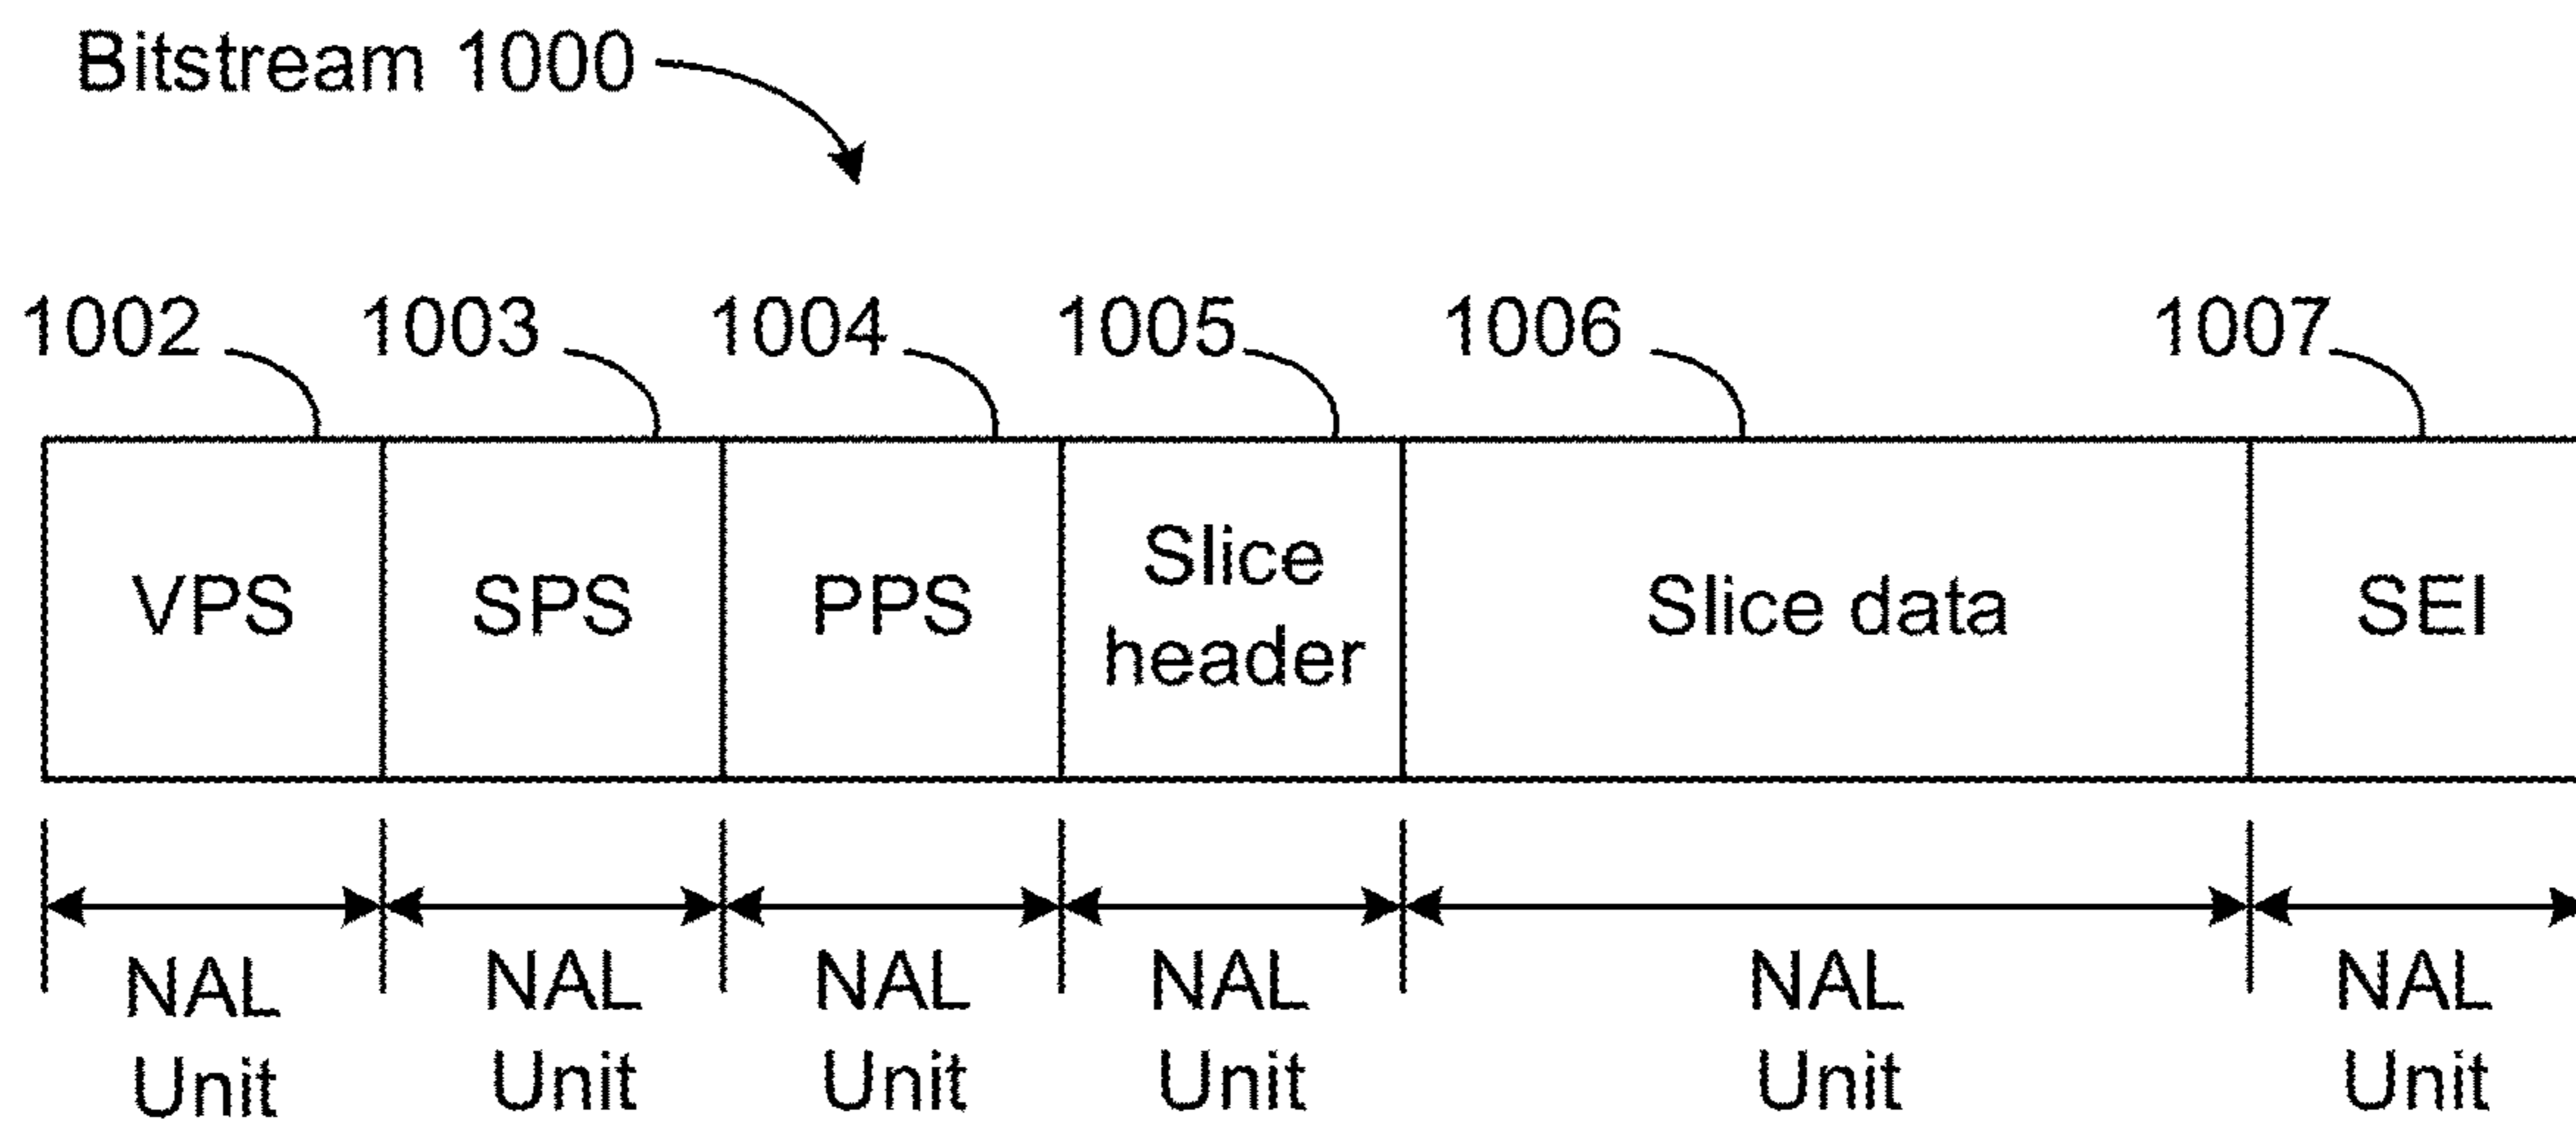 Bitstream 1000
1002 1003 1004 1005 1006 1007
VPS SPS PPS Slice header Slice data SEI
NAL Unit NAL Unit NAL Unit NAL Unit NAL Unit NAL Unit